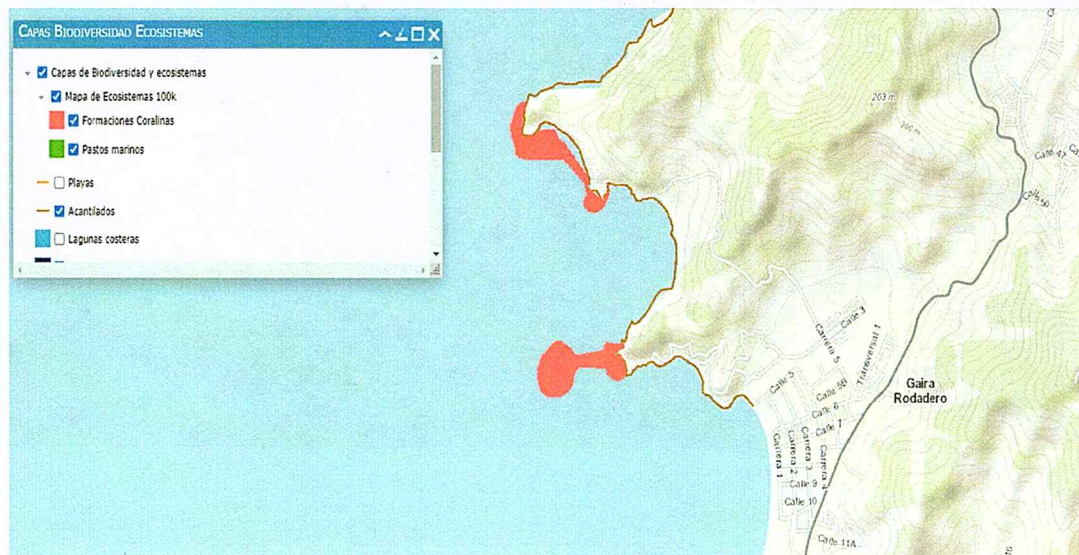 CAPAS BIODIVERSIDAD ECOSISTEMAS
Capas de Biodiversidad y ecosistemas
Mapa de Ecosistemas 100k
Formaciones Coralinas
Pastos marinos
Playas
Acantilados
Lagunas costeras
203 m
200 m
Calle 47
Calle 50
Calle 3
Carrera 5
Transversal 1
Calle 5
Calle 5B
Calle 6
Calle 7
Gaira
Rodadero
Carrera 1
Carrera 2
Carrera 3
Carrera 4
Calle 9
Calle 10
Calle 11A